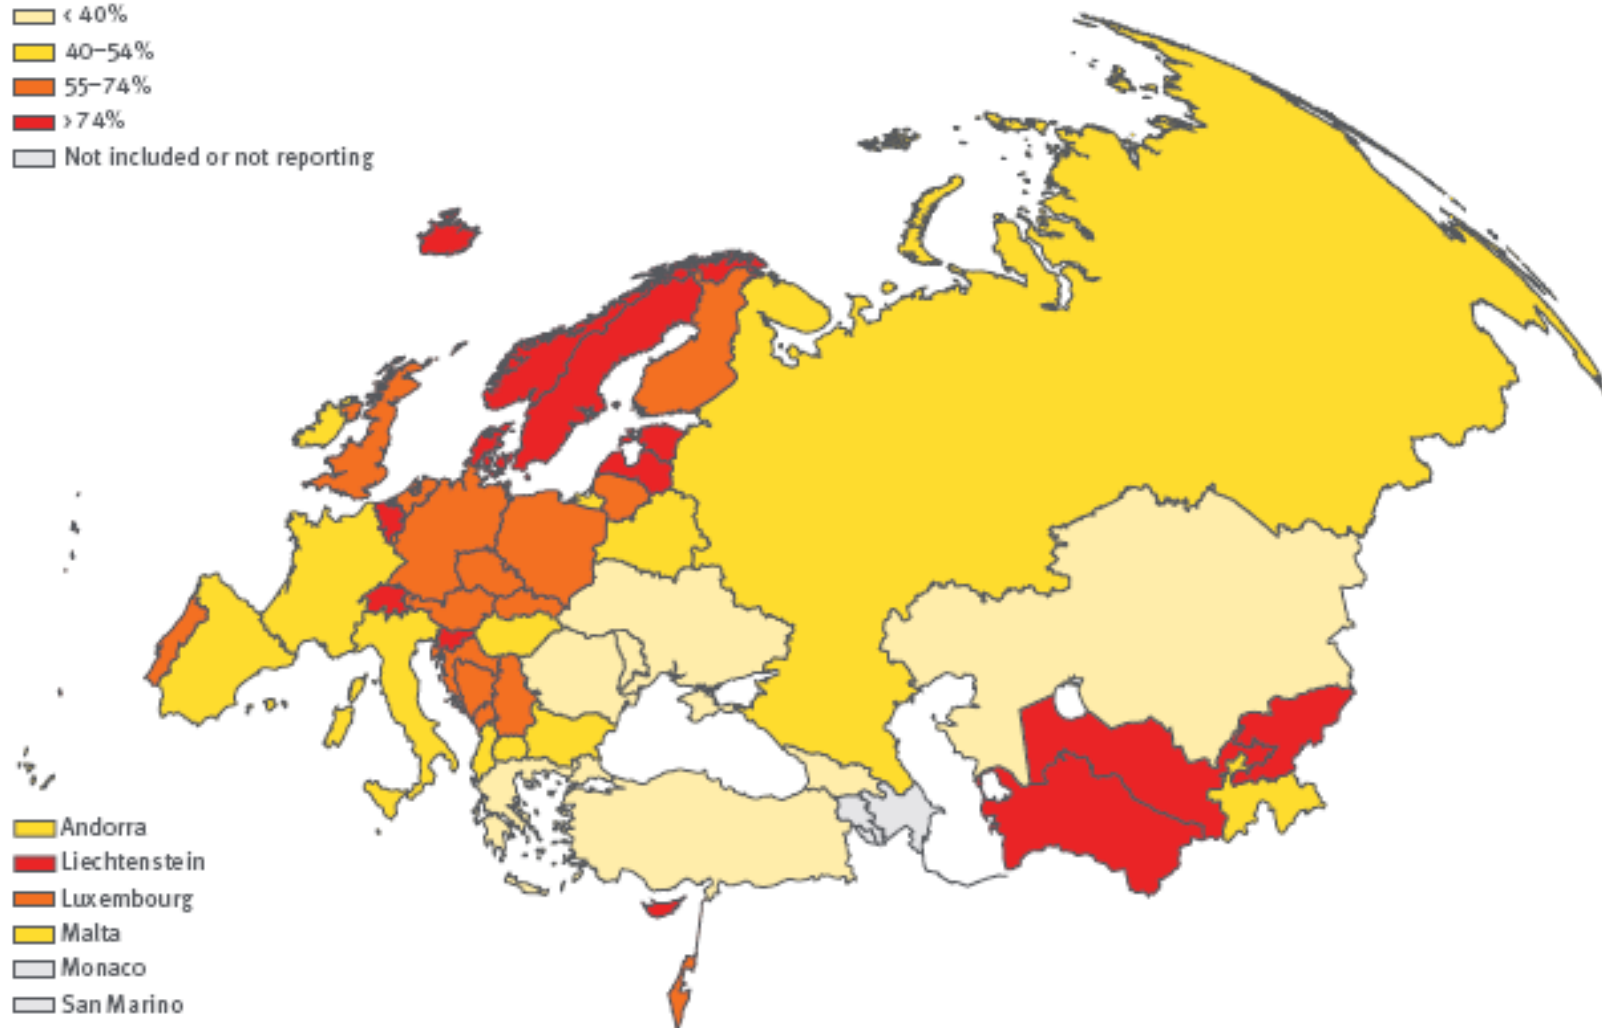 < 40%
40–54%
55–74%
>74%
Not included or not reporting
Andorra
Liechtenstein
Luxembourg
Malta
Monaco
San Marino